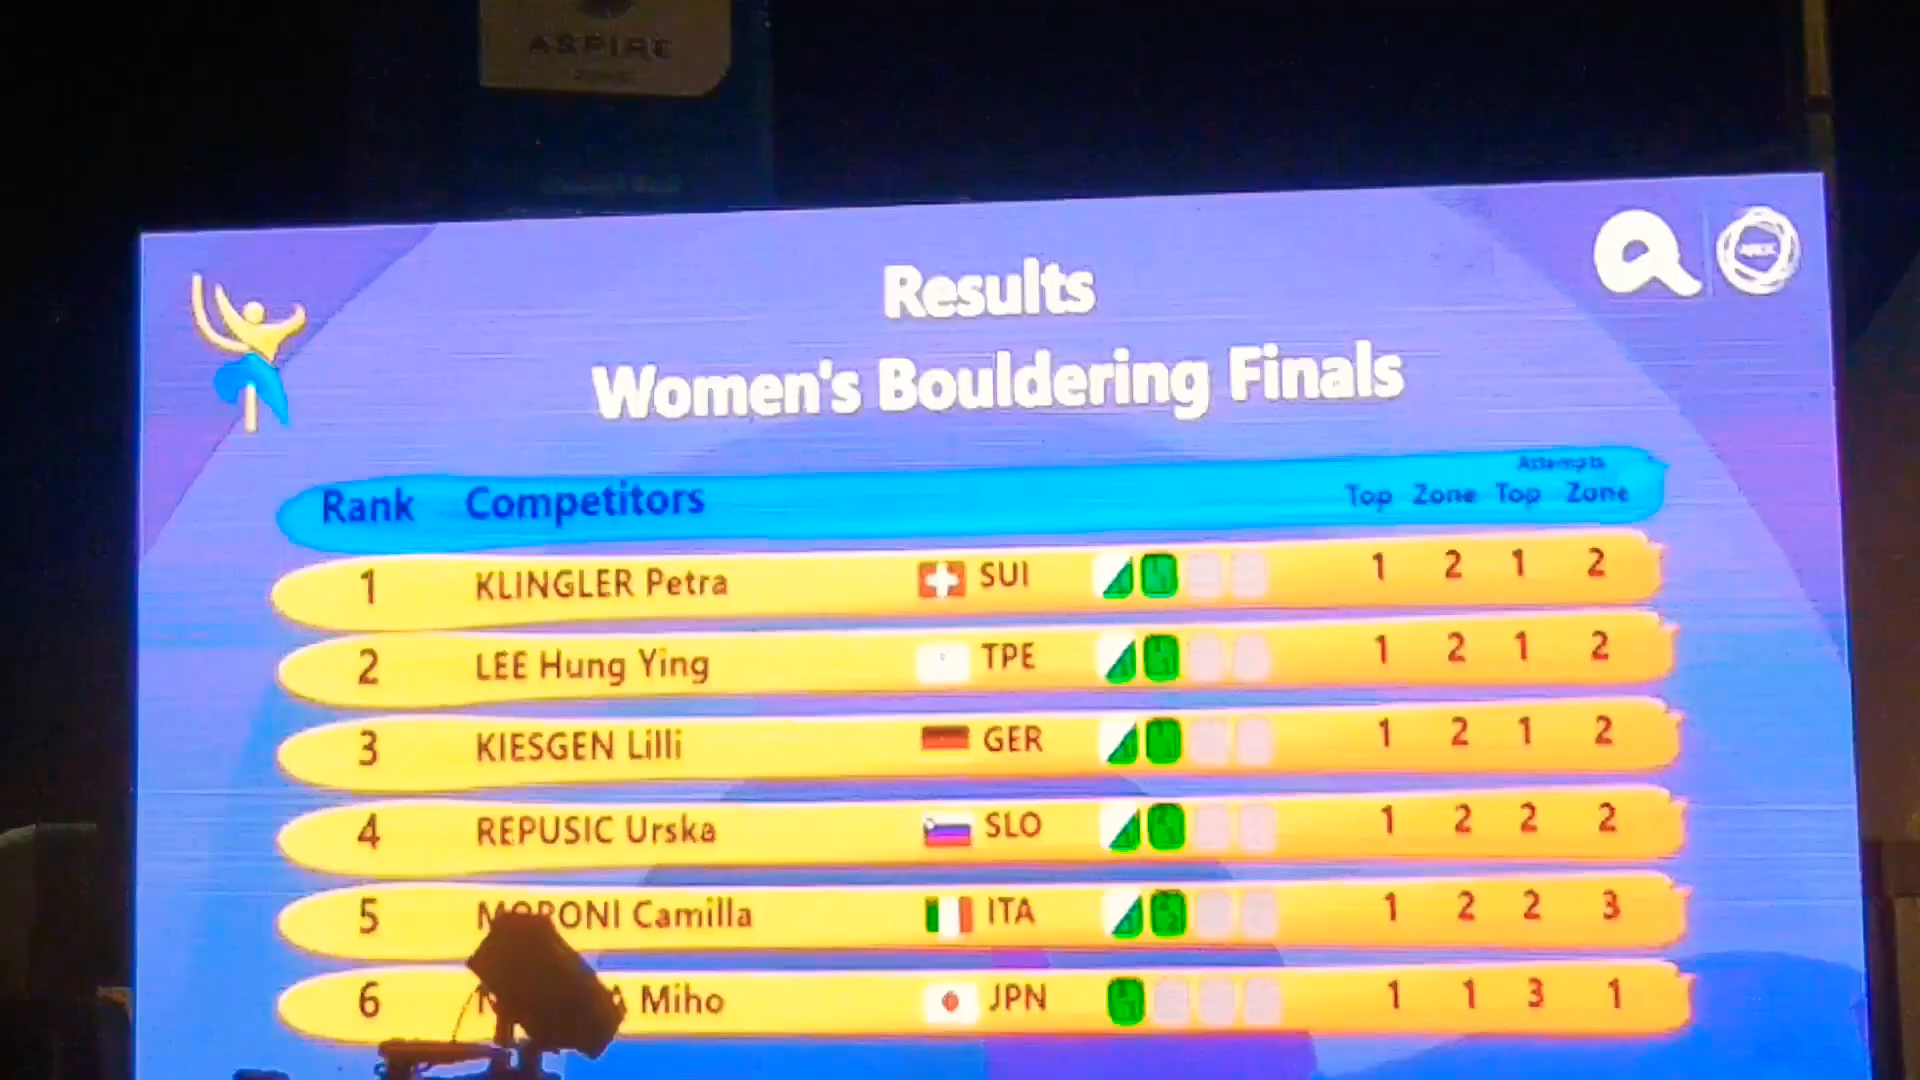 ASPIRE
Results
Women's Bouldering Finals
Attempts
Rank Competitors Top Zone Top Zone
1 KLINGLER Petra SUI 1 2 1 2
2 LEE Hung Ying TPE 1 2 1 2
3 KIESGEN Lilli GER 1 2 1 2
4 REPUSIC Urska SLO 1 2 2 2
5 MORONI Camilla ITA 1 2 2 3
6 Miho JPN 1 1 3 1